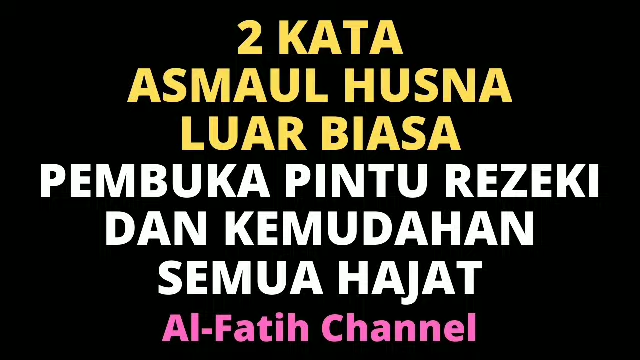 2 KATA
ASMAUL HUSNA
LUAR BIASA
PEMBUKA PINTU REZEKI
DAN KEMUDAHAN
SEMUA HAJAT
Al-Fatih Channel